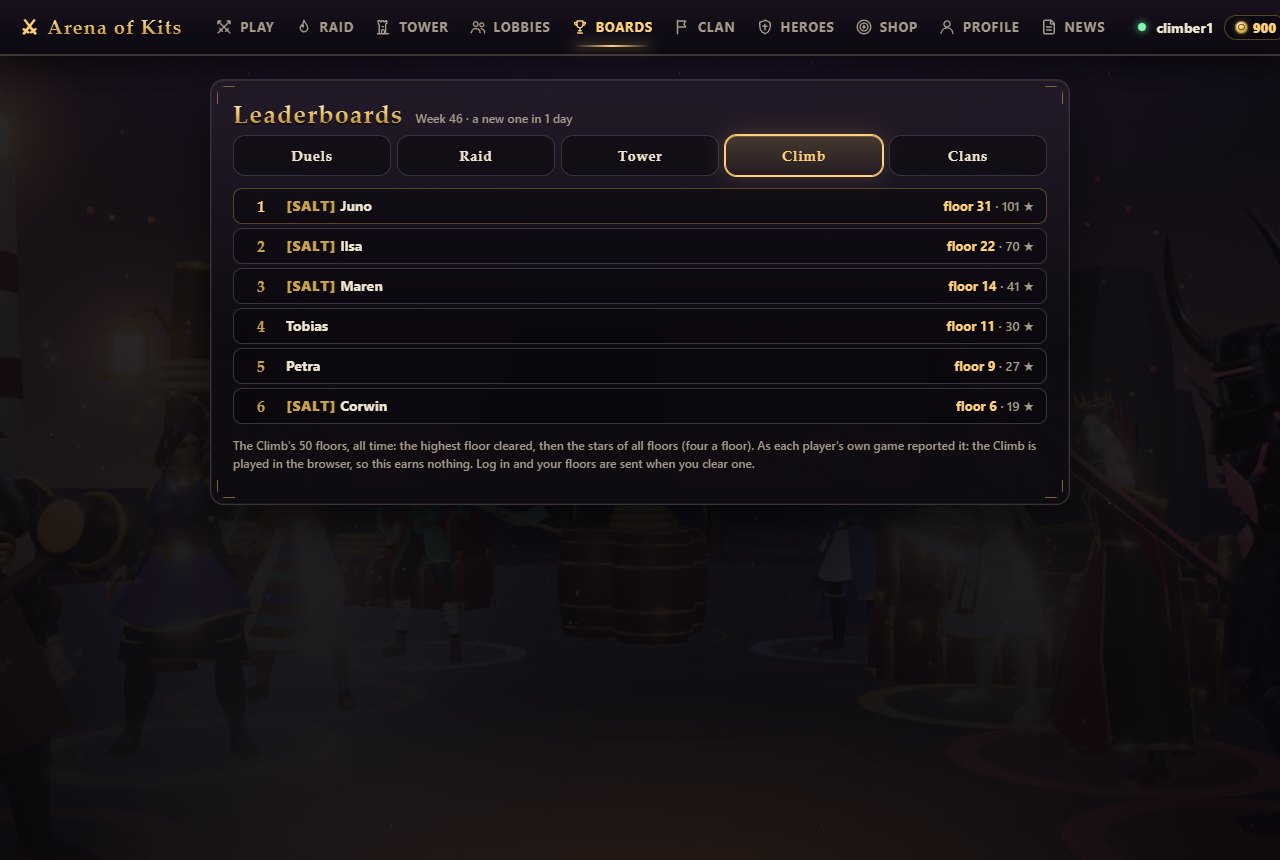 Arena of Kits PLAY RAID TOWER LOBBIES BOARDS CLAN HEROES SHOP PROFILE NEWS climber1 900
Leaderboards Week 46 · a new one in 1 day
Duels Raid Tower Climb Clans
1 [SALT] Juno floor 31 · 101 ★
2 [SALT] Ilsa floor 22 · 70 ★
3 [SALT] Maren floor 14 · 41 ★
4 Tobias floor 11 · 30 ★
5 Petra floor 9 · 27 ★
6 [SALT] Corwin floor 6 · 19 ★
The Climb's 50 floors, all time: the highest floor cleared, then the stars of all floors (four a floor). As each player's own game reported it: the Climb is
played in the browser, so this earns nothing. Log in and your floors are sent when you clear one.